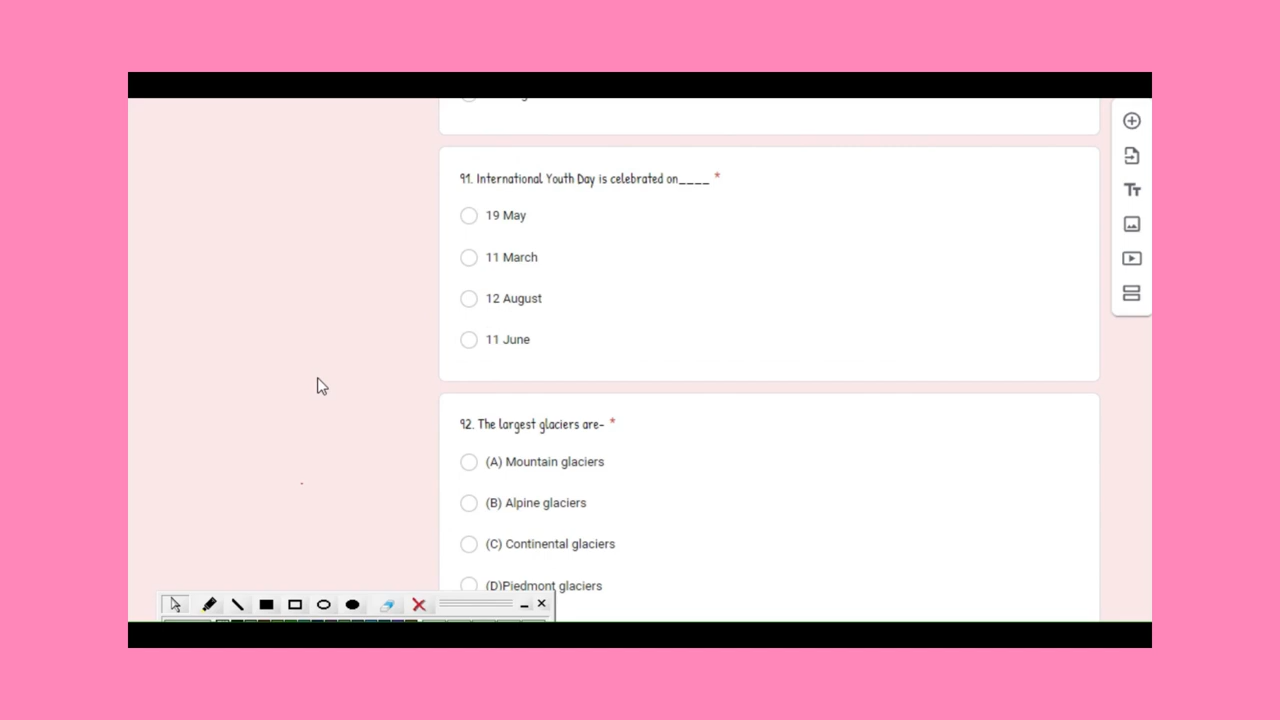 91. International Youth Day is celebrated on____ *
19 May
11 March
12 August
11 June
92. The largest glaciers are- *
(A) Mountain glaciers
(B) Alpine glaciers
(C) Continental glaciers
(D)Piedmont glaciers
Tт